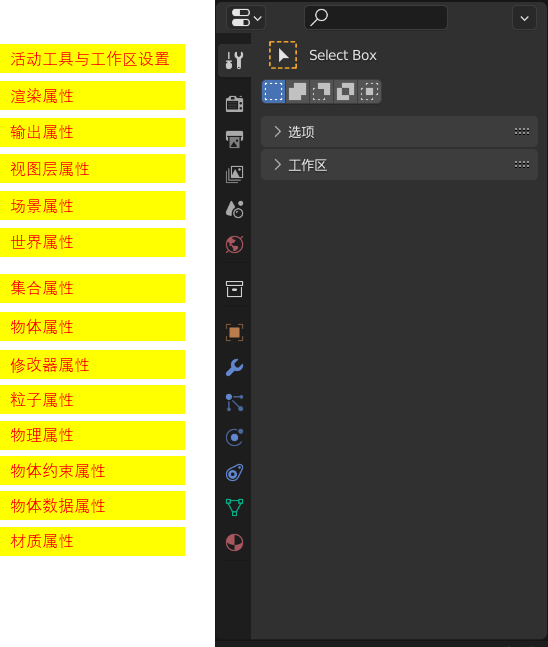 Select Box
活动工具与工作区设置
渲染属性
输出属性
选项
视图层属性
工作区
场景属性
世界属性
集合属性
物体属性
修改器属性
粒子属性
物理属性
物体约束属性
物体数据属性
材质属性